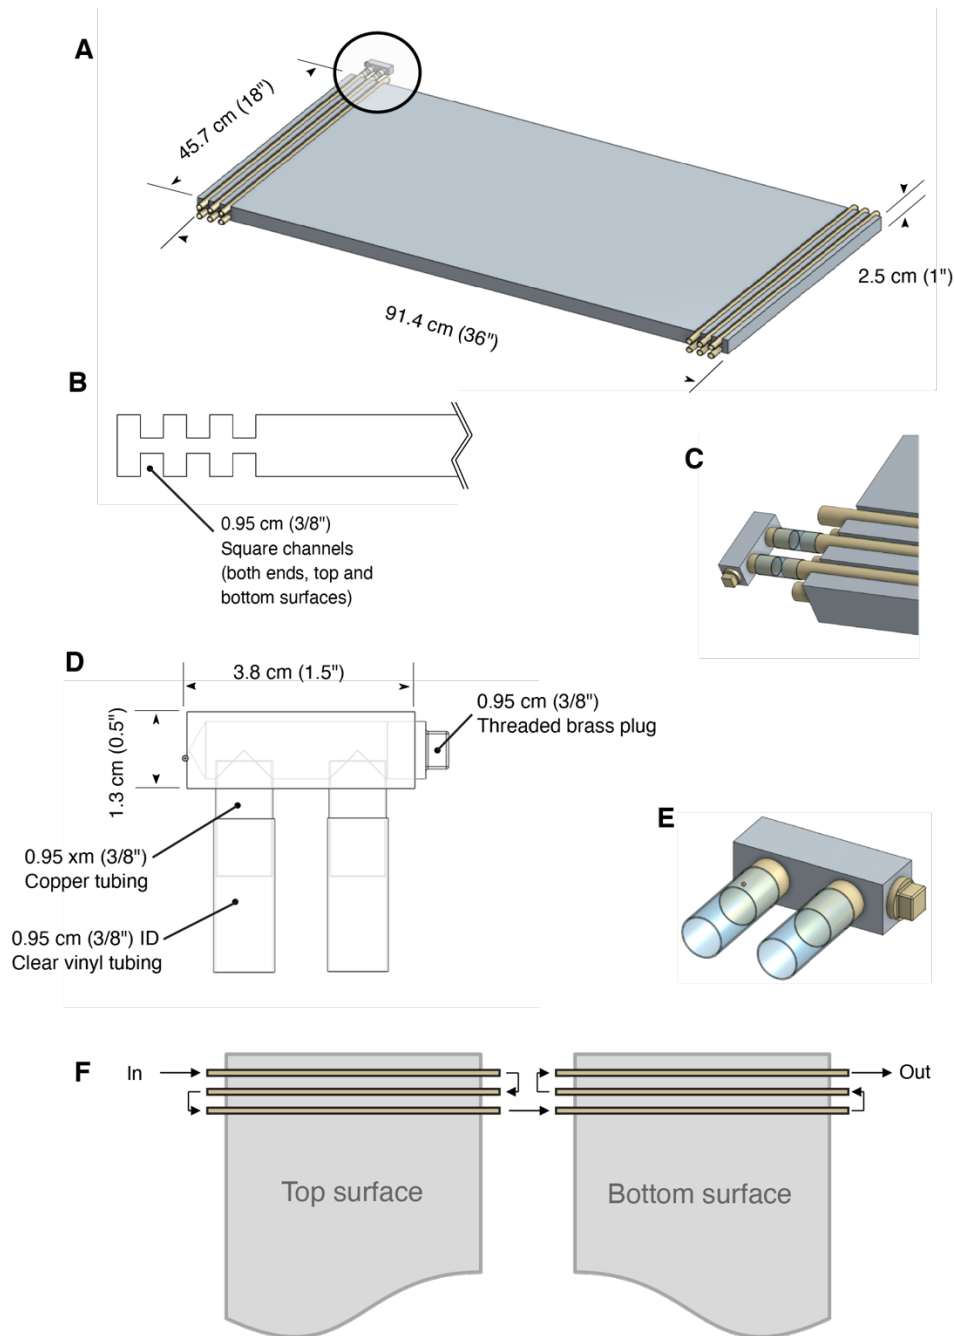 A
45.7 cm (18")
2.5 cm (1")
91.4 cm (36")
B
0.95 cm (3/8")
Square channels
(both ends, top and
bottom surfaces)
C
D
3.8 cm (1.5")
1.3 cm (0.5")
0.95 cm (3/8")
Threaded brass plug
0.95 xm (3/8")
Copper tubing
0.95 cm (3/8") ID
Clear vinyl tubing
E
F
In
Out
Top surface
Bottom surface